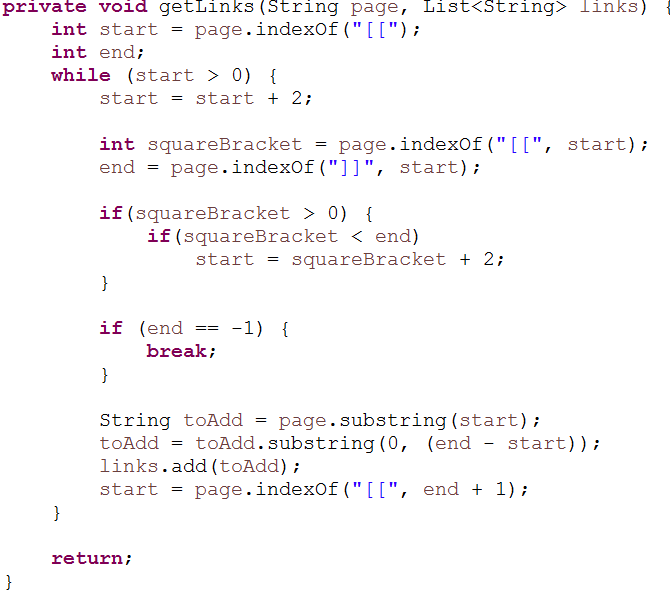 private void getLinks(String page, List<String> links) {
    int start = page.indexOf("[[");
    int end;
    while (start > 0) {
        start = start + 2;

        int squareBracket = page.indexOf("[[", start);
        end = page.indexOf("]]", start);

        if(squareBracket > 0) {
            if(squareBracket < end)
                start = squareBracket + 2;
        }

        if (end == -1) {
            break;
        }

        String toAdd = page.substring(start);
        toAdd = toAdd.substring(0, (end - start));
        links.add(toAdd);
        start = page.indexOf("[[", end + 1);
    }

    return;
}